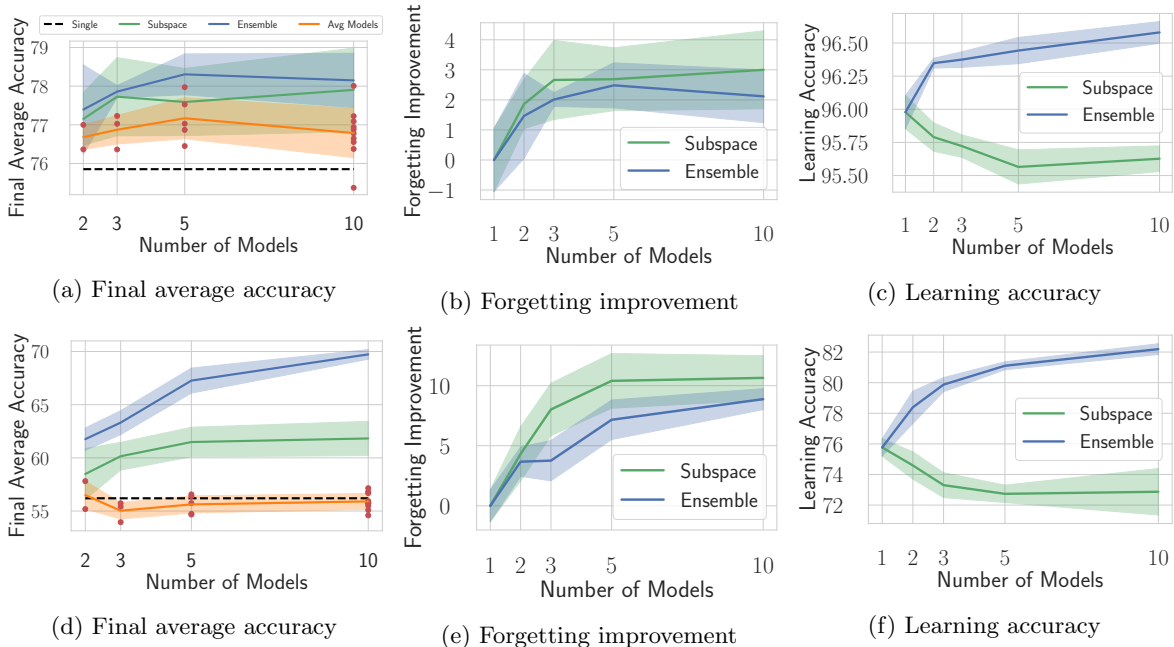 Single Subspace Ensemble Avg Models
Final Average Accuracy
79
78
77
76
2 3 5 10
Number of Models
(a) Final average accuracy
Forgetting Improvement
4
3
2
1
0
−1
Subspace
Ensemble
1 2 3 5 10
Number of Models
(b) Forgetting improvement
Learning Accuracy
96.50
96.25
96.00
95.75
95.50
Subspace
Ensemble
1 2 3 5 10
Number of Models
(c) Learning accuracy
Final Average Accuracy
70
65
60
55
2 3 5 10
Number of Models
(d) Final average accuracy
Forgetting Improvement
10
5
0
Subspace
Ensemble
1 2 3 5 10
Number of Models
(e) Forgetting improvement
Learning Accuracy
82
80
78
76
74
72
Subspace
Ensemble
1 2 3 5 10
Number of Models
(f) Learning accuracy